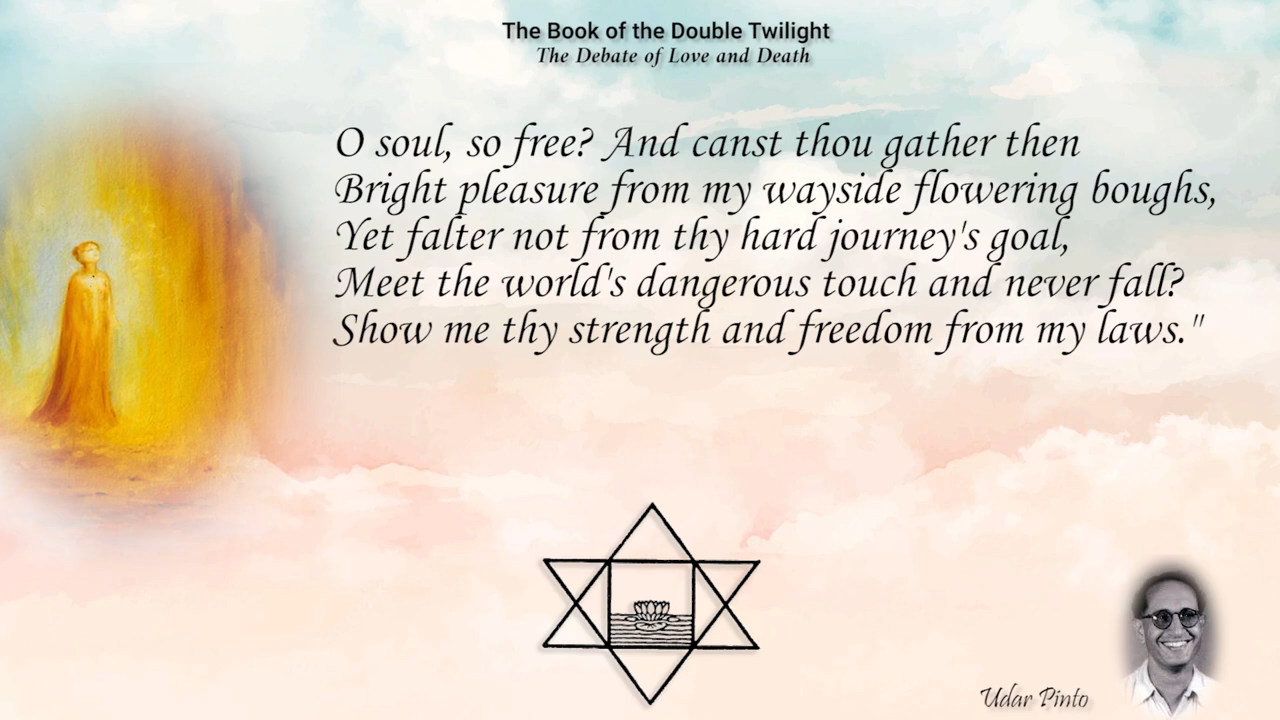 The Book of the Double Twilight
The Debate of Love and Death
O soul, so free? And canst thou gather then
Bright pleasure from my wayside flowering boughs,
Yet falter not from thy hard journey's goal,
Meet the world's dangerous touch and never fall?
Show me thy strength and freedom from my laws."
Udar Pinto